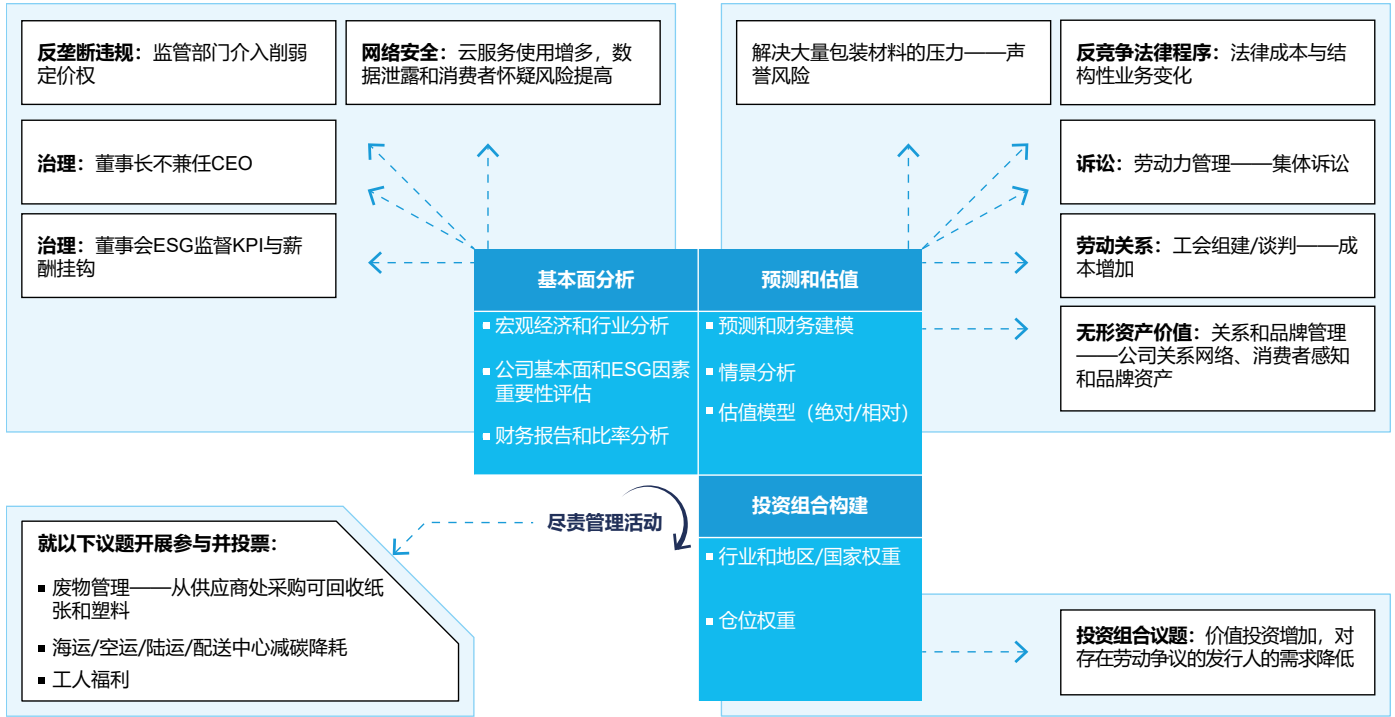 反垄断违规：监管部门介入削弱
定价权
网络安全：云服务使用增多，数
据泄露和消费者怀疑风险提高
治理：董事长不兼任CEO
治理：董事会ESG监督KPI与薪
酬挂钩
解决大量包装材料的压力——声
誉风险
反竞争法律程序：法律成本与结
构性业务变化
诉讼：劳动力管理——集体诉讼
劳动关系：工会组建/谈判——成
本增加
无形资产价值：关系和品牌管理
——公司关系网络、消费者感知
和品牌资产
基本面分析
▪ 宏观经济和行业分析
▪ 公司基本面和ESG因素
重要性评估
▪ 财务报告和比率分析
预测和估值
▪ 预测和财务建模
▪ 情景分析
▪ 估值模型（绝对/相对）
尽责管理活动
投资组合构建
▪ 行业和地区/国家权重
▪ 仓位权重
就以下议题开展参与并投票：
▪ 废物管理——从供应商处采购可回收纸
张和塑料
▪ 海运/空运/陆运/配送中心减碳降耗
▪ 工人福利
投资组合议题：价值投资增加，对
存在劳动争议的发行人的需求降低